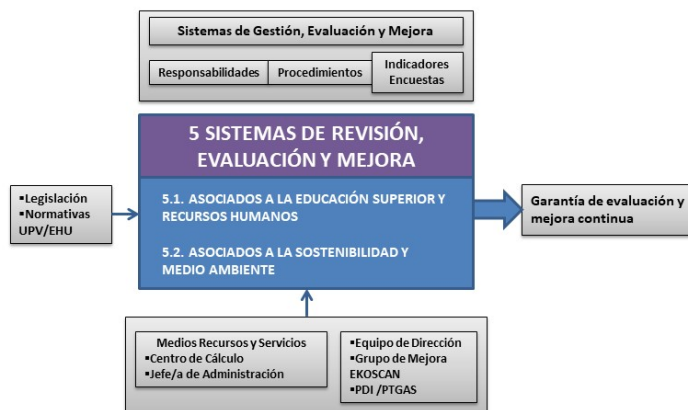 Sistemas de Gestión, Evaluación y Mejora
Responsabilidades
Procedimientos
Indicadores
Encuestas
5 SISTEMAS DE REVISIÓN,
EVALUACIÓN Y MEJORA
5.1. ASOCIADOS A LA EDUCACIÓN SUPERIOR Y
RECURSOS HUMANOS
5.2. ASOCIADOS A LA SOSTENIBILIDAD Y
MEDIO AMBIENTE
▪Legislación
▪Normativas
UPV/EHU
Garantía de evaluación y
mejora continua
Medios Recursos y Servicios
▪Centro de Cálculo
▪Jefe/a de Administración
▪Equipo de Dirección
▪Grupo de Mejora
EKOSCAN
▪PDI /PTGAS